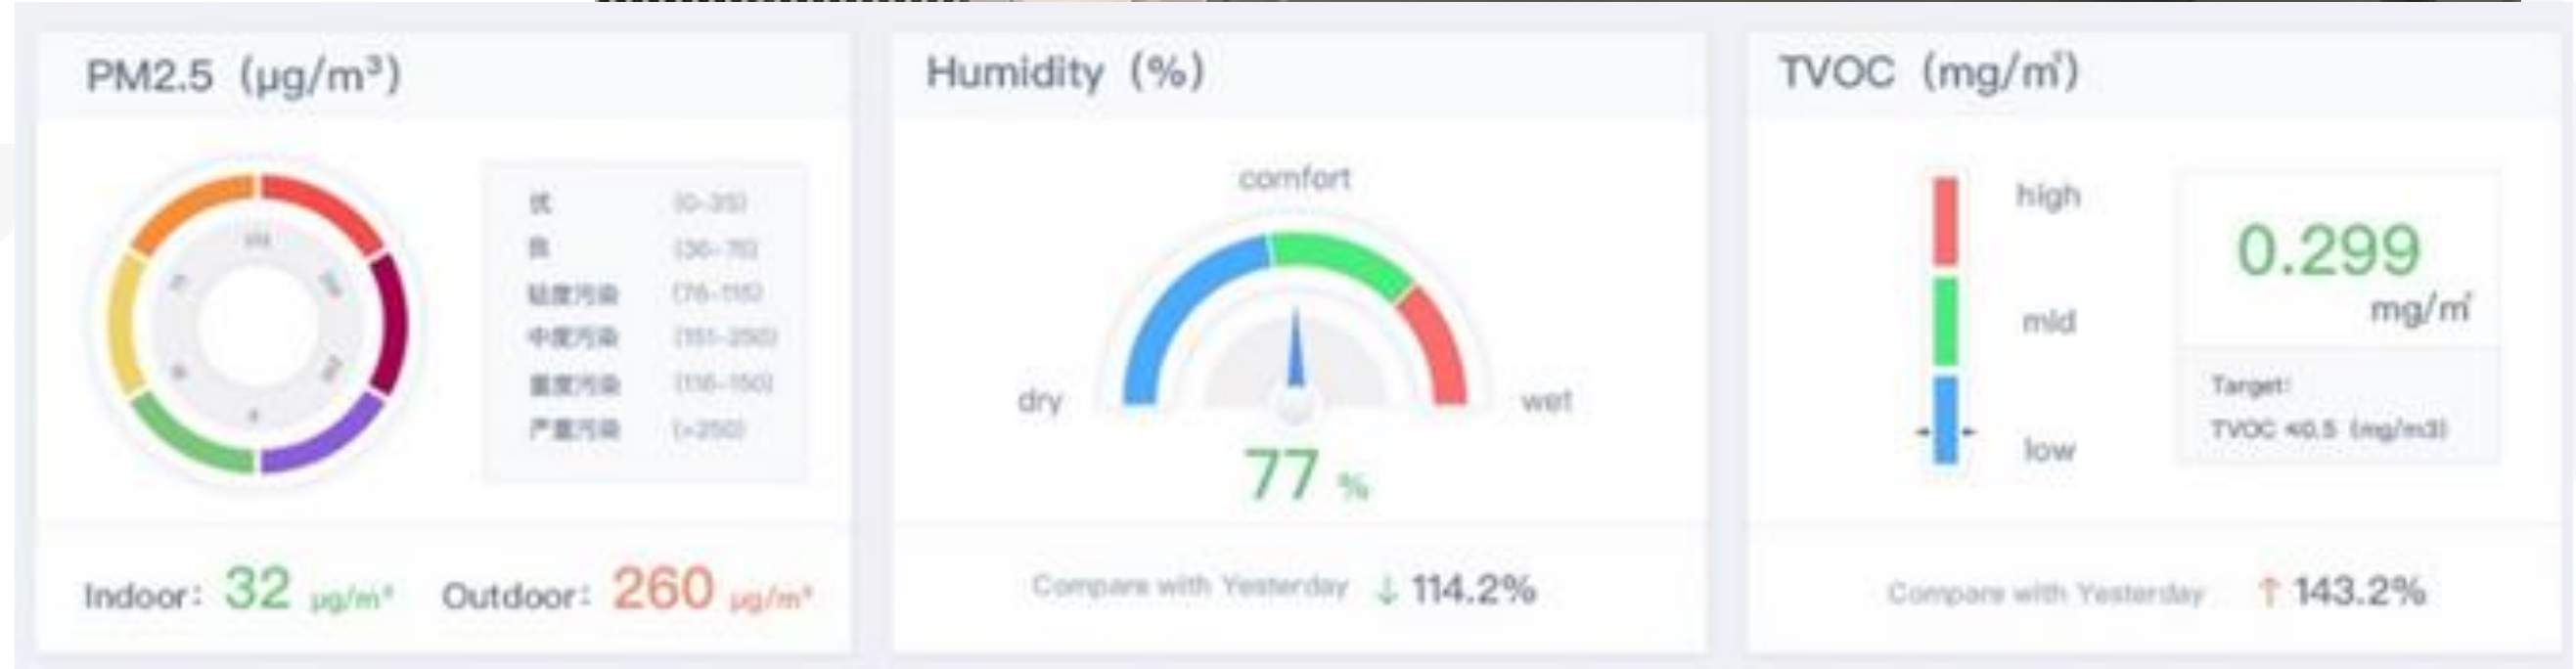 PM2.5 (μg/m³)
优 (0-35)
良 (36-75)
轻度污染 (76-115)
中度污染 (151-250)
重度污染 (116-150)
严重污染 (>250)
Indoor: 32 μg/m³ Outdoor: 260 μg/m³
Humidity (%)
comfort
dry
wet
77 %
Compare with Yesterday ↓ 114.2%
TVOC (mg/m³)
high
mid
low
0.299
mg/m³
Target:
TVOC ≤0.5 (mg/m3)
Compare with Yesterday ↑ 143.2%